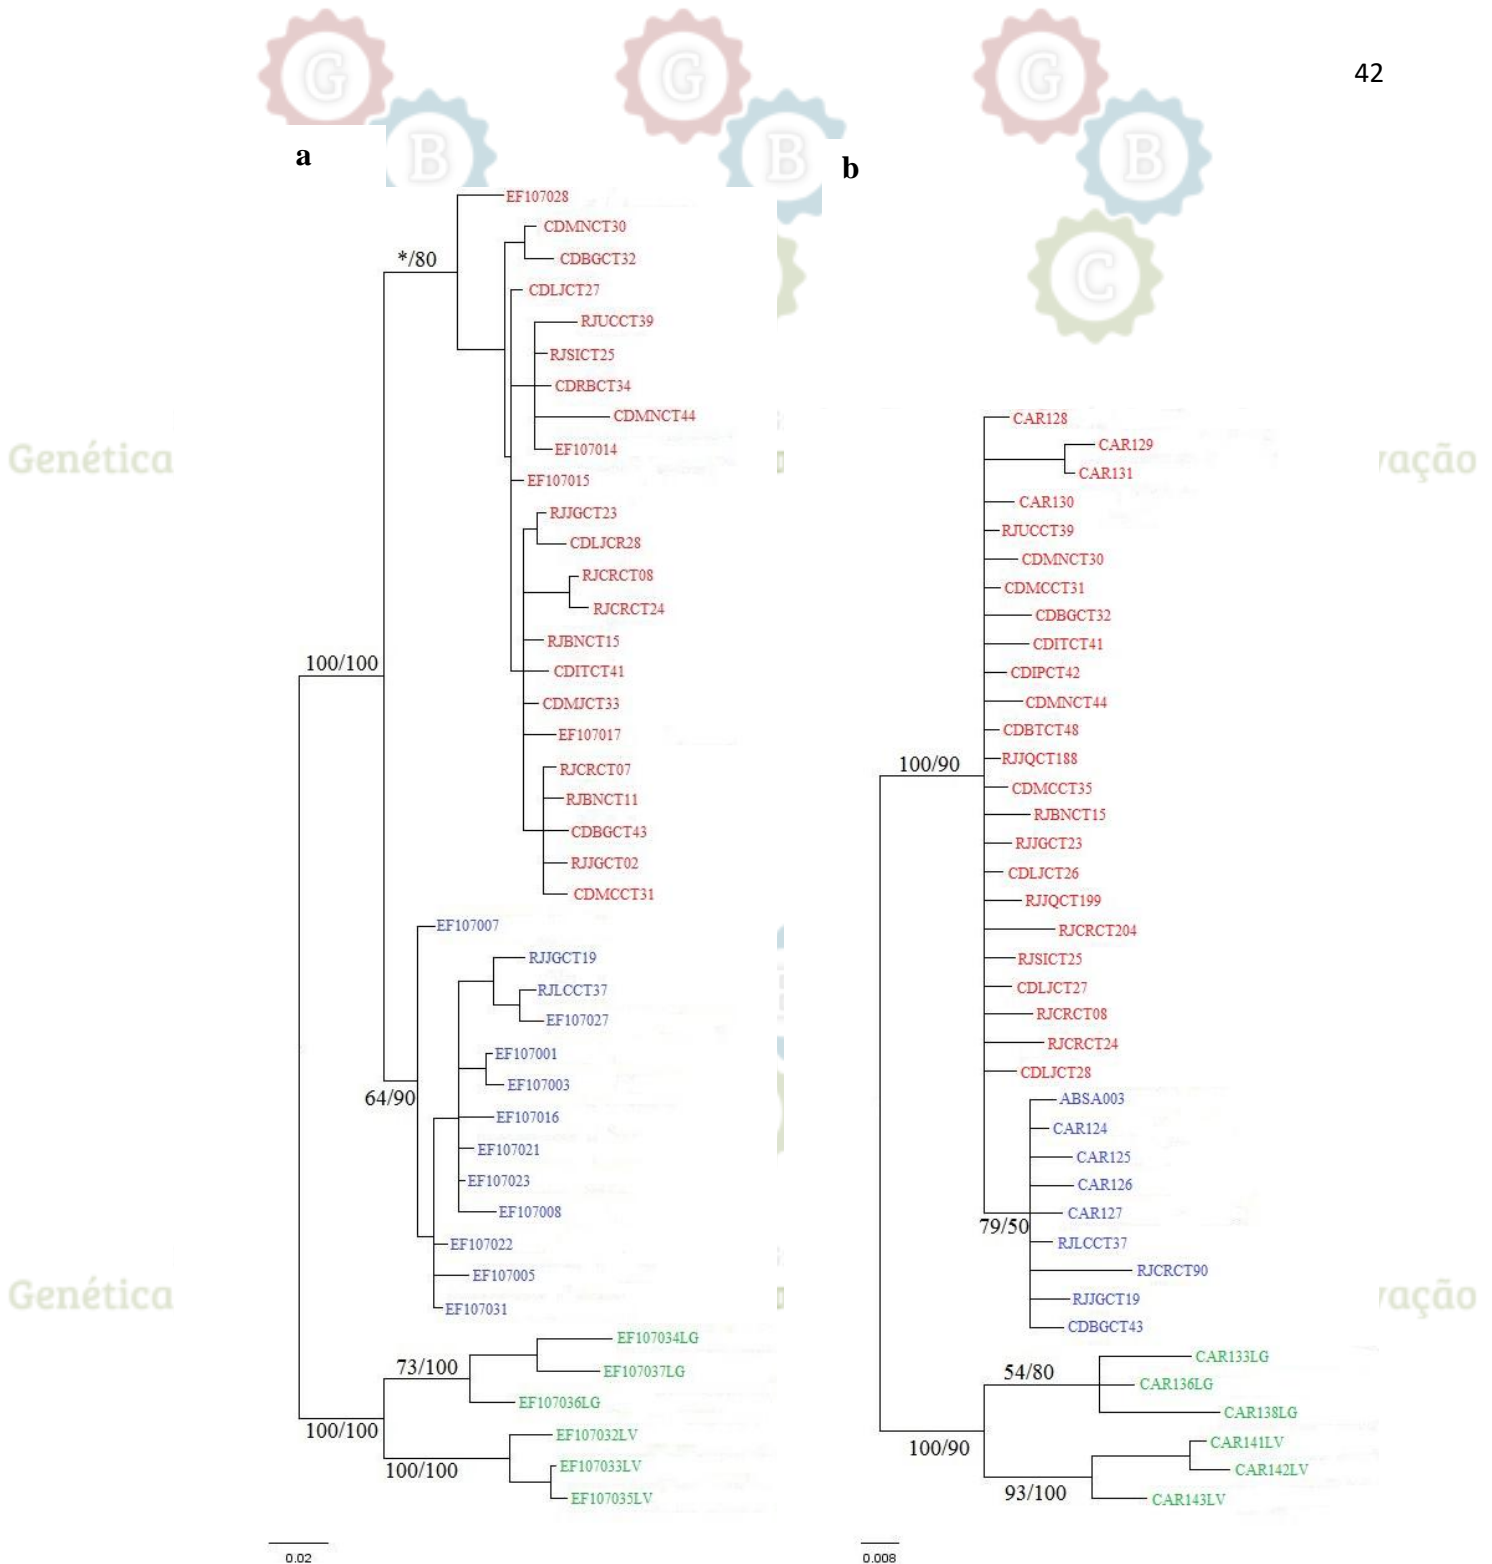 42
G
B
G
B
G
B
C
a
EF107028
CDMNCT30
CDBGCT32
*/80
CDLJCT27
RJUCCT39
RJSICT25
CDRBCT34
CDMNCT44
EF107014
EF107015
RJJGCT23
CDLJCR28
RJCRCT08
RJCRCT24
RJBNCT15
100/100
CDITCT41
CDMJCT33
EF107017
RJCRCT07
RJBNCT11
CDBGCT43
RJJGCT02
CDMCCT31
EF107007
RJJGCT19
RJLCCT37
EF107027
EF107001
EF107003
64/90
EF107016
EF107021
EF107023
EF107008
EF107022
EF107005
EF107031
EF107034LG
73/100
EF107037LG
EF107036LG
100/100
EF107032LV
EF107033LV
100/100
EF107035LV
0.02
b
CAR128
CAR129
CAR131
CAR130
RJUCCT39
CDMNCT30
CDMCCT31
CDBGCT32
CDITCT41
CDIPCT42
CDMNCT44
CDBTCT48
RJJQCT188
100/90
CDMCCT35
RJBNCT15
RJJGCT23
CDLJCT26
RJJQCT199
RJCRCT204
RJSICT25
CDLJCT27
RJCRCT08
RJCRCT24
CDLJCT28
ABSA003
CAR124
CAR125
CAR126
CAR127
79/50
RJLCCT37
RJCRCT90
RJJGCT19
CDBGCT43
CAR133LG
54/80
CAR136LG
CAR138LG
CAR141LV
100/90
CAR142LV
93/100
CAR143LV
0.008
Genética
vação
Genética
vação